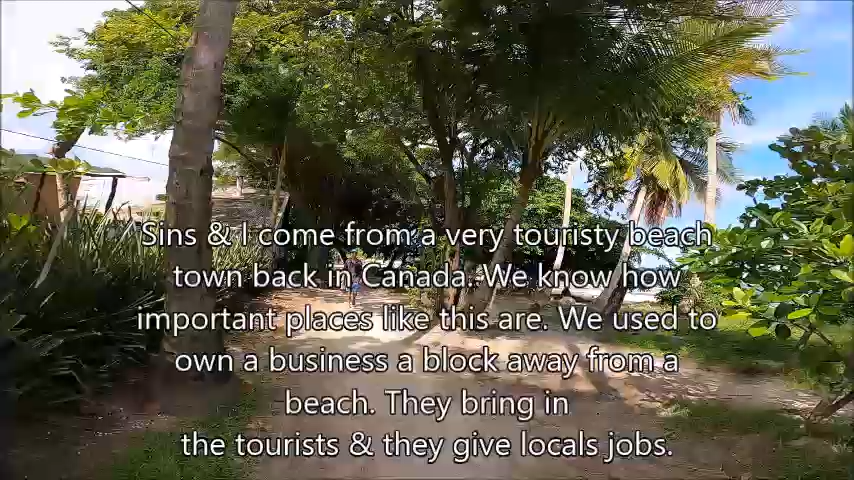 Sins & I come from a very touristy beach
town back in Canada. We know how
important places like this are. We used to
own a business a block away from a
beach. They bring in
the tourists & they give locals jobs.